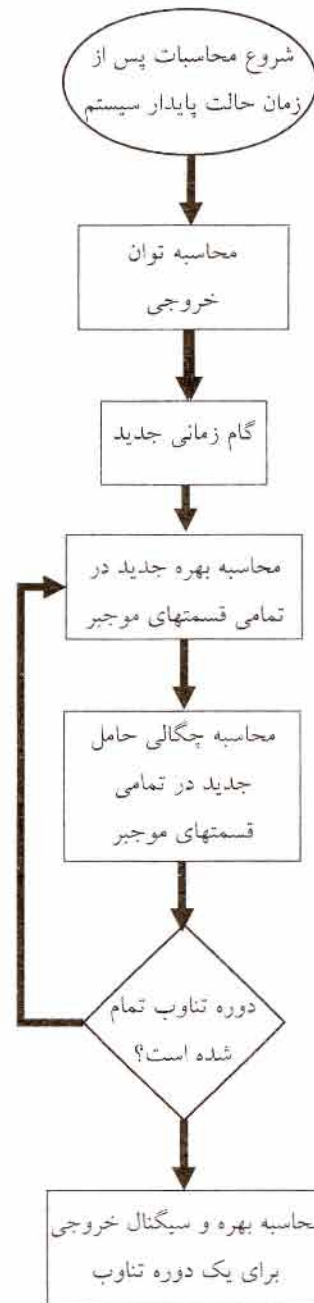 شروع محاسبات پس از
زمان حالت پایدار سیستم
محاسبه توان
خروجی
گام زمانی جدید
محاسبه بهره جدید در
تمامی قسمتهای موجبر
محاسبه چگالی حامل
جدید در تمامی
قسمتهای موجبر
دوره تناوب تمام
شده است؟
محاسبه بهره و سیگنال خروجی
برای یک دوره تناوب